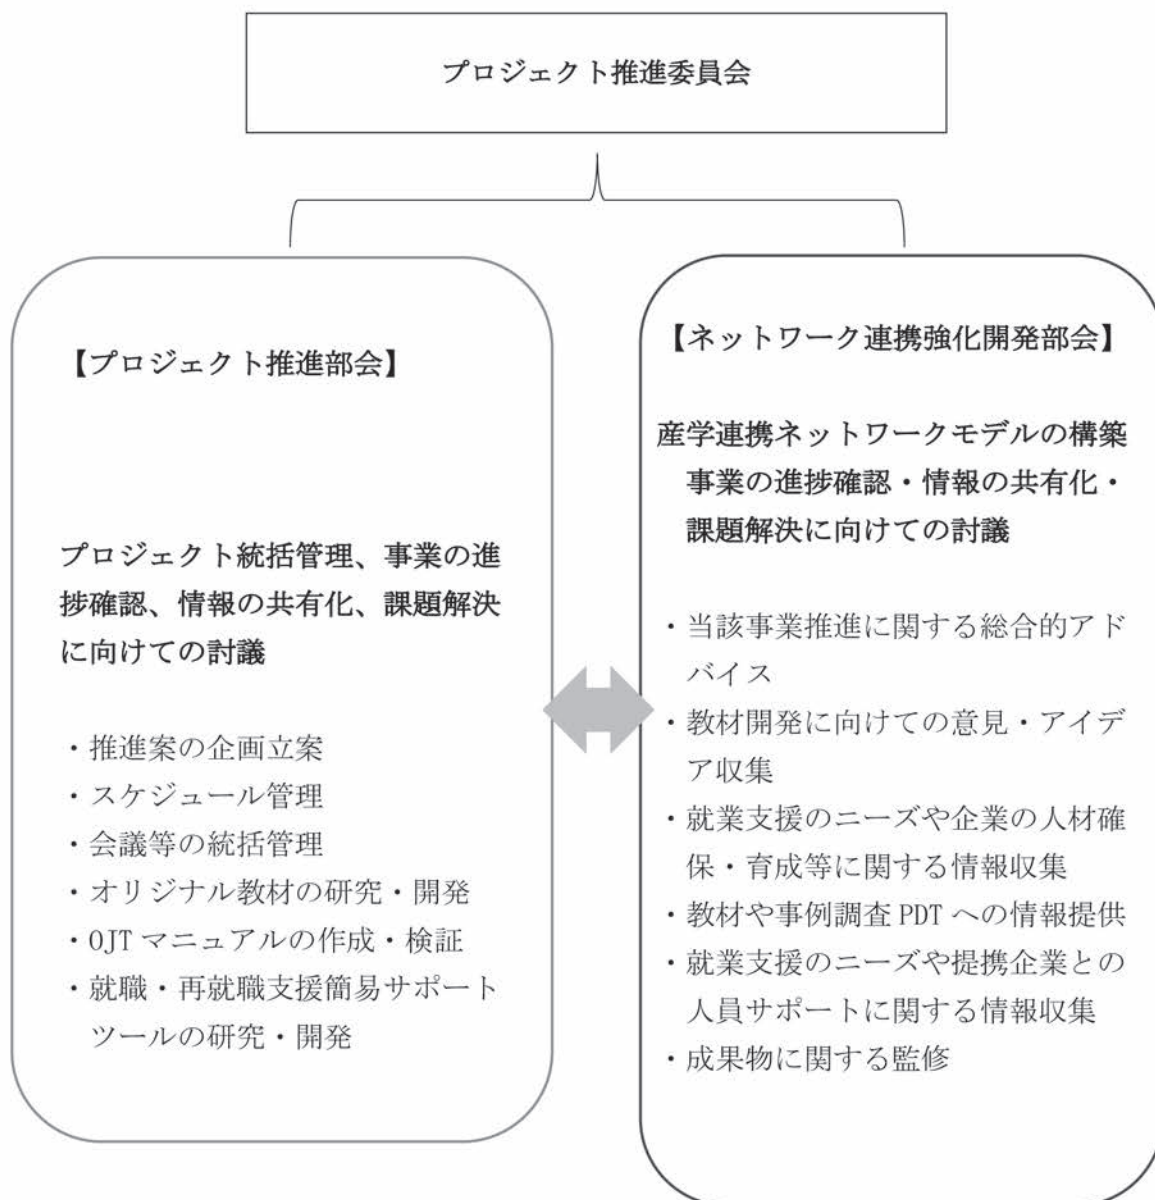 プロジェクト推進委員会
【プロジェクト推進部会】
プロジェクト統括管理、事業の進
捗確認、情報の共有化、課題解決
に向けての討議
・推進案の企画立案
・スケジュール管理
・会議等の統括管理
・オリジナル教材の研究・開発
・OJT マニュアルの作成・検証
・就職・再就職支援簡易サポート
ツールの研究・開発
【ネットワーク連携強化開発部会】
産学連携ネットワークモデルの構築
事業の進捗確認・情報の共有化・
課題解決に向けての討議
・当該事業推進に関する総合的アド
バイス
・教材開発に向けての意見・アイデ
ア収集
・就業支援のニーズや企業の人材確
保・育成等に関する情報収集
・教材や事例調査 PDT への情報提供
・就業支援のニーズや提携企業との
人員サポートに関する情報収集
・成果物に関する監修